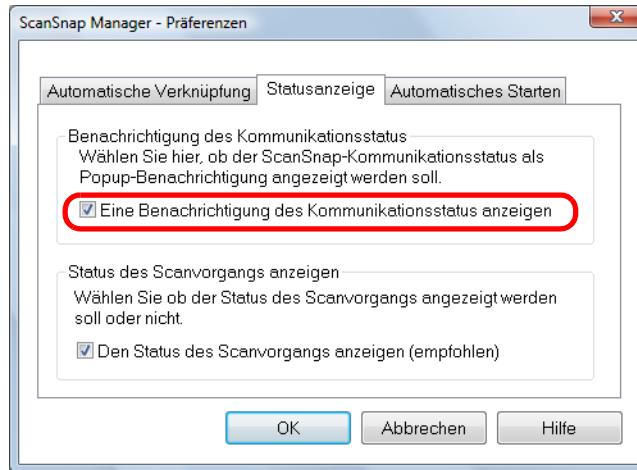 ScanSnap Manager - Präferenzen
Automatische Verknüpfung
Statusanzeige
Automatisches Starten
Benachrichtigung des Kommunikationsstatus
Wählen Sie hier, ob der ScanSnap-Kommunikationsstatus als
Popup-Benachrichtigung angezeigt werden soll.
Eine Benachrichtigung des Kommunikationsstatus anzeigen
Status des Scanvorgangs anzeigen
Wählen Sie ob der Status des Scanvorgangs angezeigt werden
soll oder nicht.
Den Status des Scanvorgangs anzeigen (empfohlen)
OK
Abbrechen
Hilfe